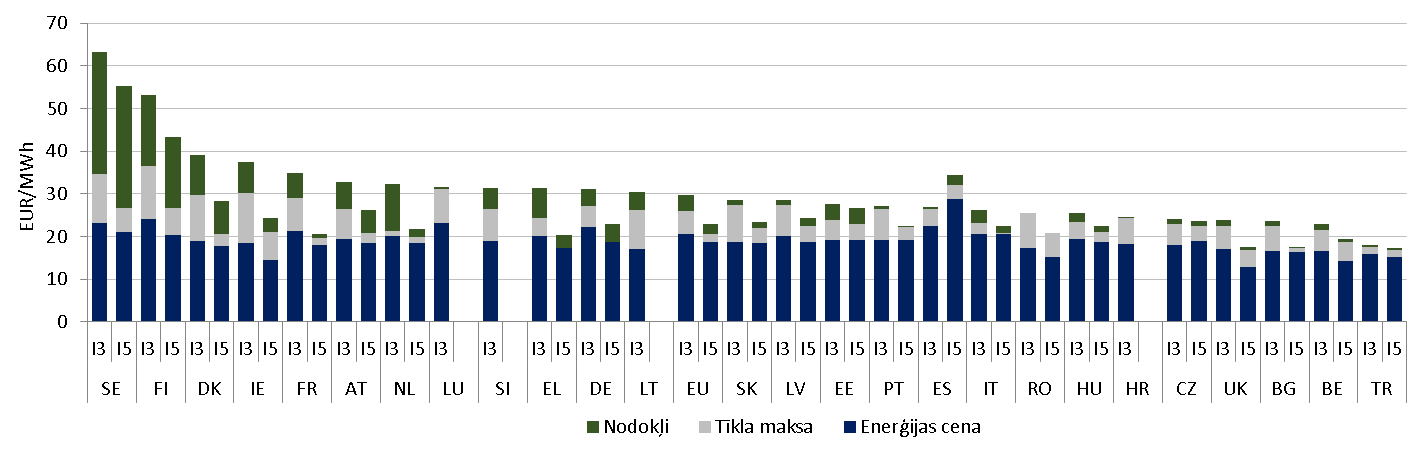 70
60
50
40
30
20
10
0
EUR/MWh
I3 I5 I3 I5 I3 I5 I3 I5 I3 I5 I3 I5 I3 I5 I3 I3 I3 I5 I3 I5 I3 I3 I5 I3 I5 I3 I5 I3 I5 I3 I5 I3 I5 I3 I5 I3 I5 I3 I5 I3 I3 I5 I3 I5 I3 I5 I3 I5 I3 I5
SE FI DK IE FR AT NL LU SI EL DE LT EU SK LV EE PT ES IT RO HU HR CZ UK BG BE TR
Nodokļi Tīkla maksa Enerģijas cena